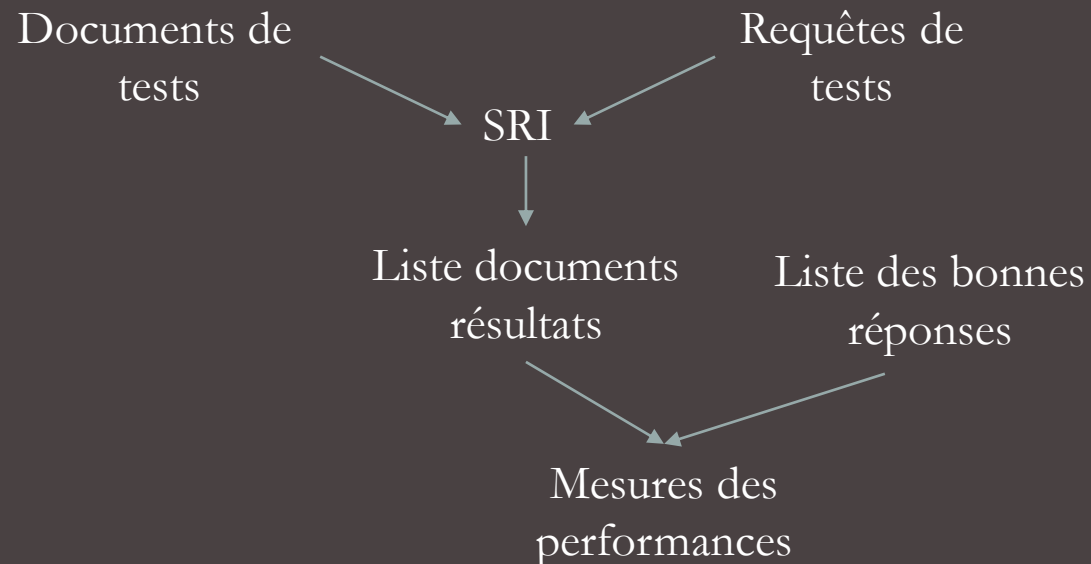 Documents de
tests
Requêtes de
tests
SRI
Liste documents
résultats
Liste des bonnes
réponses
Mesures des
performances